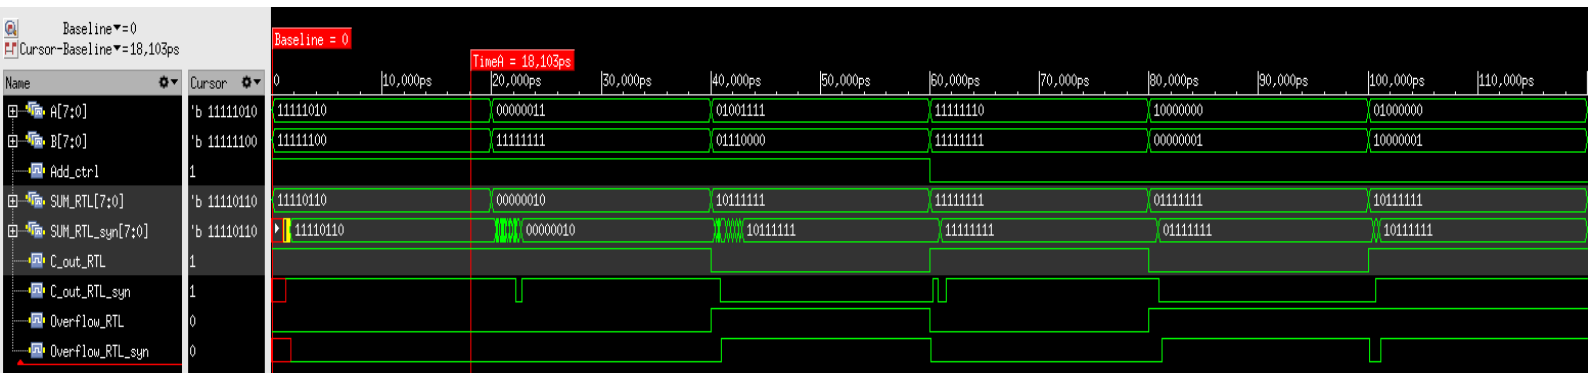 Baseline▼=0
Cursor-Baseline▼=18,103ps
Baseline = 0
TimeA = 18,103ps
Name Cursor 0 10,000ps 20,000ps 30,000ps 40,000ps 50,000ps 60,000ps 70,000ps 80,000ps 90,000ps 100,000ps 110,000ps
A[7:0] 'b 11111010 11111010 00000011 01001111 11111110 10000000 01000000
B[7:0] 'b 11111100 11111100 11111111 01110000 11111111 00000001 10000001
Add_ctrl 1
SUM_RTL[7:0] 'b 11110110 11110110 00000010 10111111 11111111 01111111 10111111
SUM_RTL_syn[7:0] 'b 11110110 11110110 00000010 10111111 11111111 01111111 10111111
C_out_RTL 1
C_out_RTL_syn 1
Overflow_RTL 0
Overflow_RTL_syn 0